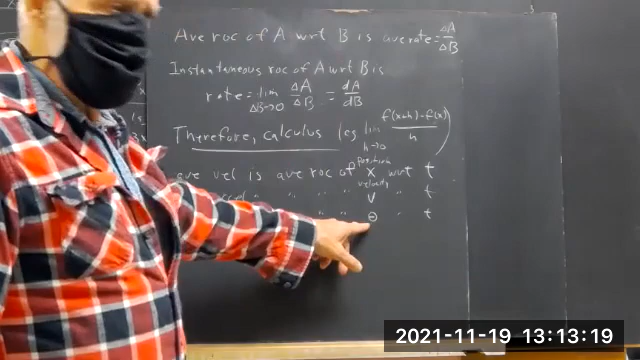 Ave roc of A wrt B is ave rate = ΔA/ΔB
Instantaneous roc of A wrt B is
rate = lim ΔB→0 ΔA/ΔB = dA/dB
Therefore, calculus (eg lim h→0 f(x+h)-f(x)/h)
position
ave vel is ave roc of x wrt t
velocity
" " " v " t
" " θ " t
2021-11-19 13:13:19